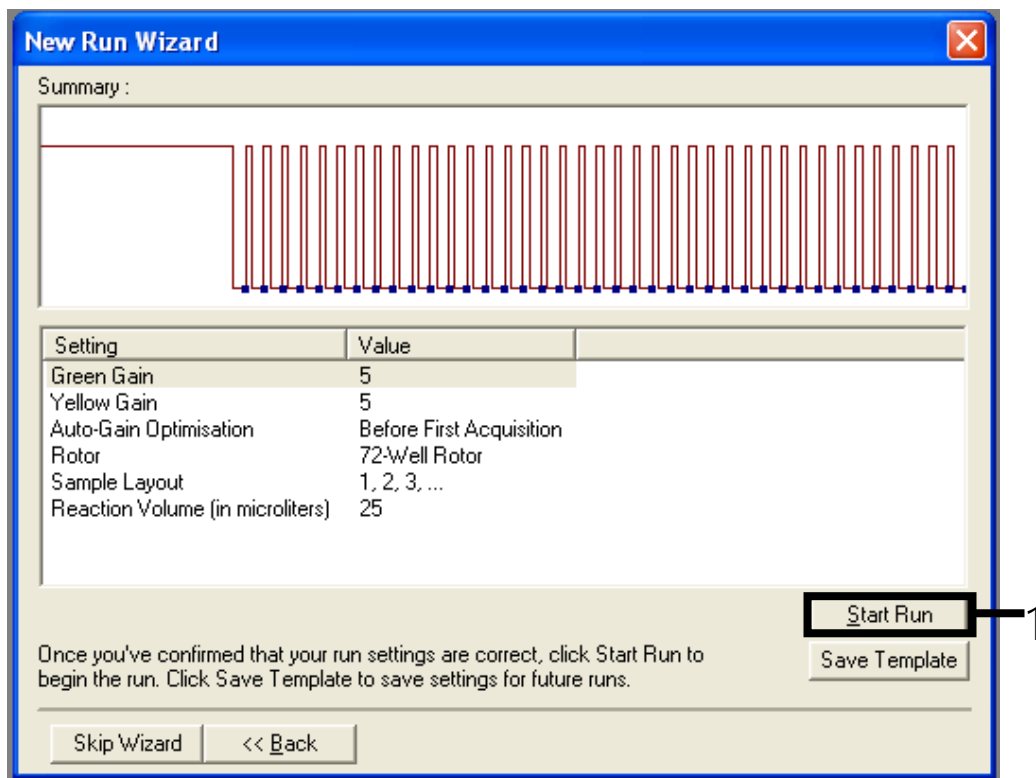 New Run Wizard
Summary :
Setting Value
Green Gain 5
Yellow Gain 5
Auto-Gain Optimisation Before First Acquisition
Rotor 72-Well Rotor
Sample Layout 1, 2, 3, ...
Reaction Volume (in microliters) 25
Start Run
1
Once you've confirmed that your run settings are correct, click Start Run to
begin the run. Click Save Template to save settings for future runs.
Save Template
Skip Wizard
<< Back